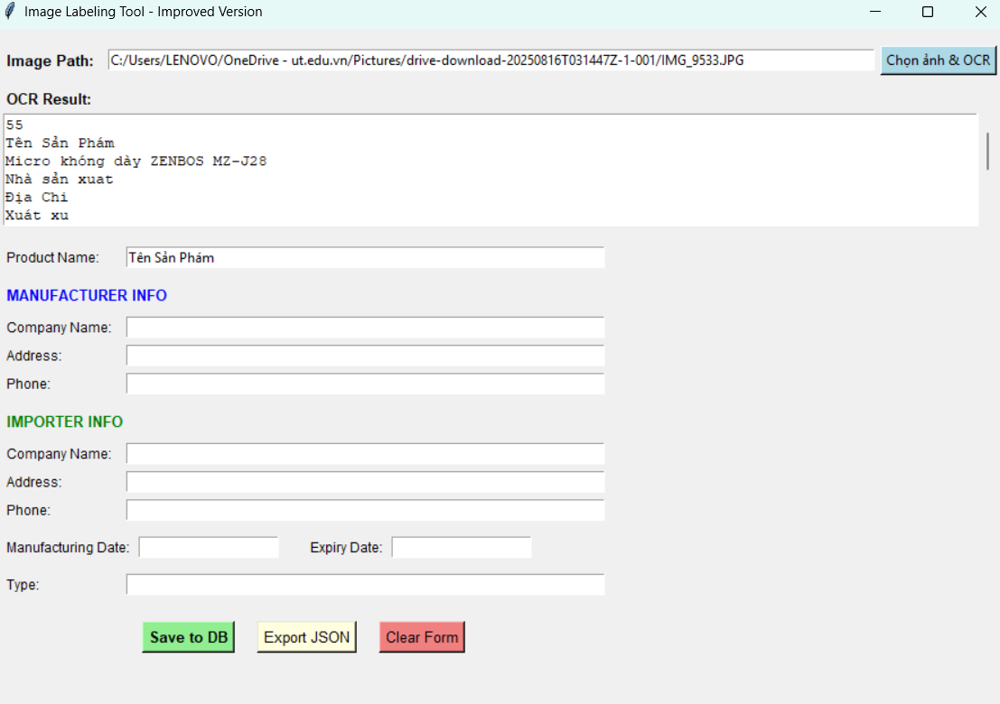 Image Labeling Tool - Improved Version
Image Path: C:/Users/LENOVO/OneDrive - ut.edu.vn/Pictures/drive-download-20250816T031447Z-1-001/IMG_9533.JPG Chọn ảnh & OCR
OCR Result:
55
Tên Sản Phám
Micro khóng dày ZENBOS MZ-J28
Nhà sản xuat
Địa Chi
Xuát xu
Product Name: Tên Sản Phám
MANUFACTURER INFO
Company Name:
Address:
Phone:
IMPORTER INFO
Company Name:
Address:
Phone:
Manufacturing Date: Expiry Date:
Type:
Save to DB Export JSON Clear Form